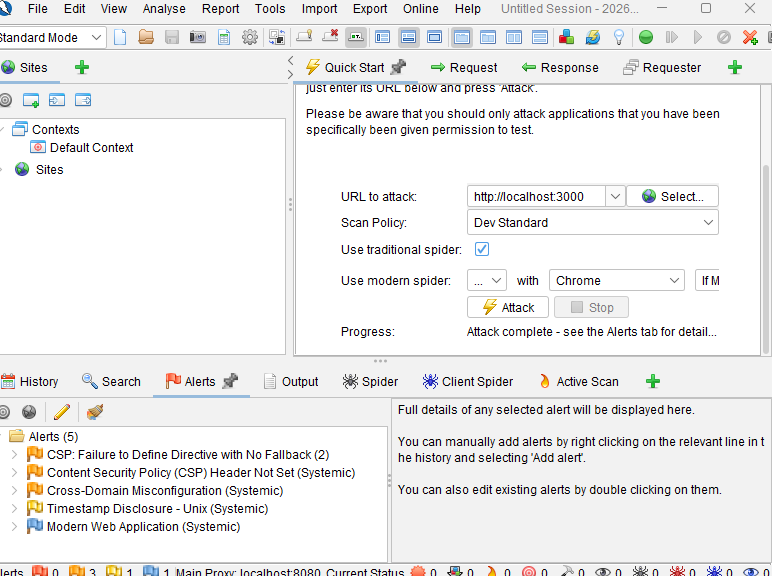 File Edit View Analyse Report Tools Import Export Online Help Untitled Session - 2026...
Standard Mode
Sites
Quick Start Request Response Requester
just enter its URL below and press 'Attack'.
Please be aware that you should only attack applications that you have been
specifically been given permission to test.
Contexts
Default Context
Sites
URL to attack: http://localhost:3000 Select...
Scan Policy: Dev Standard
Use traditional spider:
Use modern spider: ... with Chrome If M
Attack Stop
Progress: Attack complete - see the Alerts tab for detail...
History Search Alerts Output Spider Client Spider Active Scan
Alerts (5)
CSP: Failure to Define Directive with No Fallback (2)
Content Security Policy (CSP) Header Not Set (Systemic)
Cross-Domain Misconfiguration (Systemic)
Timestamp Disclosure - Unix (Systemic)
Modern Web Application (Systemic)
Full details of any selected alert will be displayed here.
You can manually add alerts by right clicking on the relevant line in t
he history and selecting 'Add alert'.
You can also edit existing alerts by double clicking on them.
lerts 0 3 1 1 Main Proxy: localhost:8080 Current Status 0 0 0 0 0 0 0 0 0 0